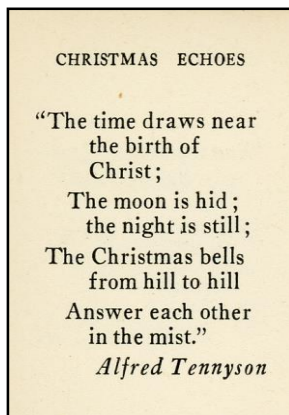 CHRISTMAS ECHOES
“The time draws near
the birth of
Christ;
The moon is hid;
the night is still;
The Christmas bells
from hill to hill
Answer each other
in the mist.”
Alfred Tennyson